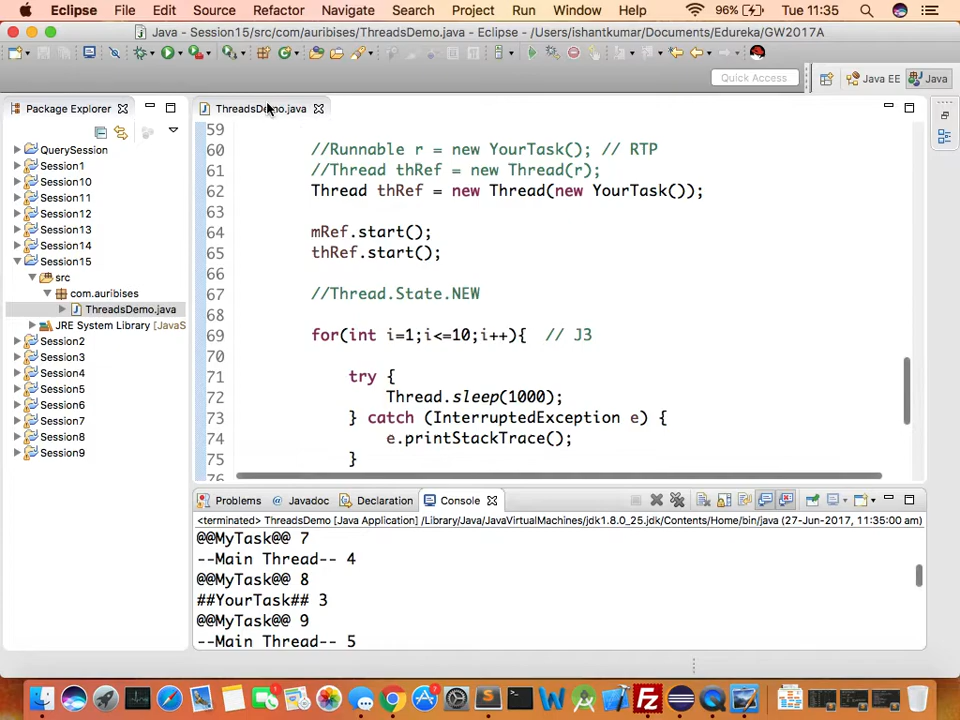 Eclipse File Edit Source Refactor Navigate Search Project Run Window Help 96% Tue 11:35
Java - Session15/src/com/auribises/ThreadsDemo.java - Eclipse - /Users/ishantkumar/Documents/Edureka/GW2017A
Quick Access Java EE Java
Package Explorer
QuerySession
Session1
Session10
Session11
Session12
Session13
Session14
Session15
src
com.auribises
ThreadsDemo.java
JRE System Library [JavaS
Session2
Session3
Session4
Session5
Session6
Session7
Session8
Session9
ThreadsDemo.java
59
60 //Runnable r = new YourTask(); // RTP
61 //Thread thRef = new Thread(r);
62 Thread thRef = new Thread(new YourTask());
63
64 mRef.start();
65 thRef.start();
66
67 //Thread.State.NEW
68
69 for(int i=1;i<=10;i++){ // J3
70
71 try {
72 Thread.sleep(1000);
73 } catch (InterruptedException e) {
74 e.printStackTrace();
75 }
76
Problems @ Javadoc Declaration Console
<terminated> ThreadsDemo [Java Application] /Library/Java/JavaVirtualMachines/jdk1.8.0_25.jdk/Contents/Home/bin/java (27-Jun-2017, 11:35:00 am)
@@MyTask@@ 7
--Main Thread-- 4
@@MyTask@@ 8
##YourTask## 3
@@MyTask@@ 9
--Main Thread-- 5